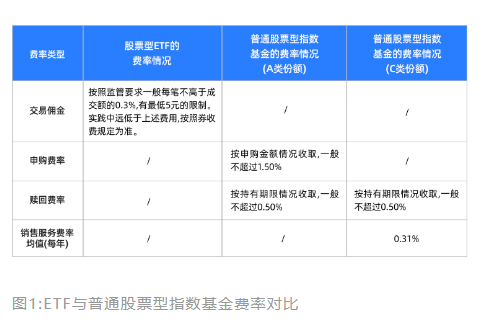 费率类型
股票型ETF的
费率情况
普通股票型指数
基金的费率情况
(A类份额)
普通股票型指数
基金的费率情况
(C类份额)
交易佣金
按照监管要求一般每笔不高于成
交额的0.3%,有最低5元的限制。
实践中远低于上述费用,按照券收
费规定为准。
/
/
申购费率
/
按申购金额情况收取,一般
不超过1.50%
/
赎回费率
/
按持有期限情况收取,一般
不超过0.50%
按持有期限情况收取,一般
不超过0.50%
销售服务费率
均值(每年)
/
/
0.31%
图1:ETF与普通股票型指数基金费率对比